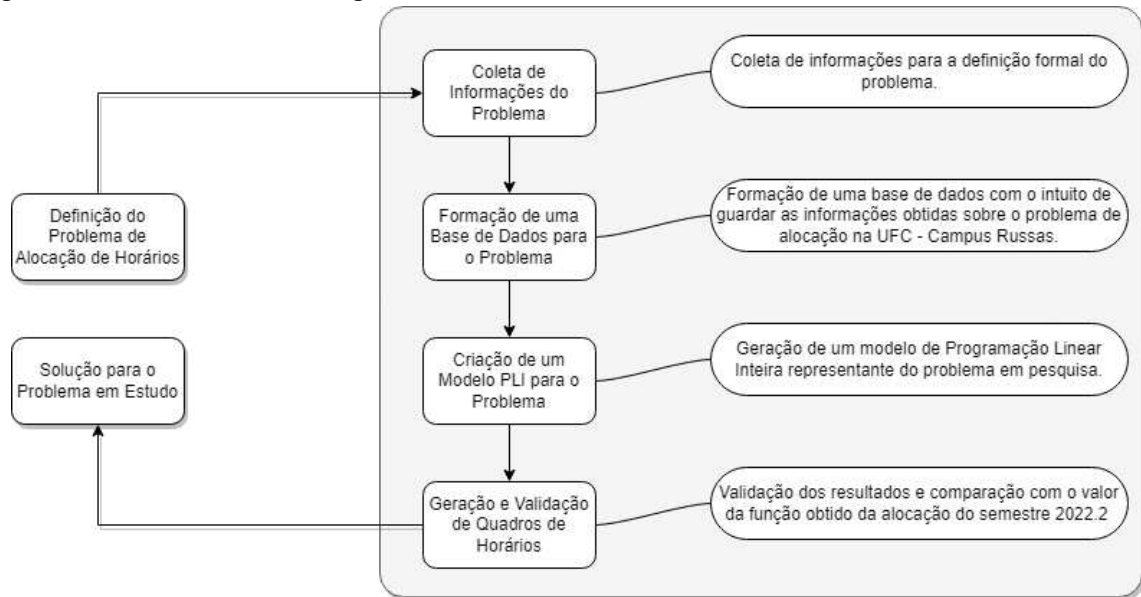 Coleta de
Informações do
Problema
Coleta de informações para a definição formal do
problema.
Definição do
Problema de
Alocação de Horários
Formação de uma
Base de Dados para
o Problema
Formação de uma base de dados com o intuito de
guardar as informações obtidas sobre o problema de
alocação na UFC - Campus Russas.
Solução para o
Problema em Estudo
Criação de um
Modelo PLI para o
Problema
Geração de um modelo de Programação Linear
Inteira representante do problema em pesquisa.
Geração e Validação
de Quadros de
Horários
Validação dos resultados e comparação com o valor
da função obtido da alocação do semestre 2022.2